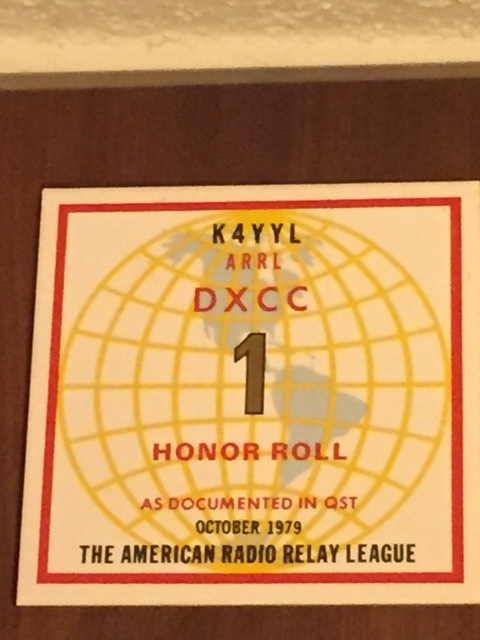 K4YYL
ARRL
DXCC
1
HONOR ROLL
AS DOCUMENTED IN QST
OCTOBER 1979
THE AMERICAN RADIO RELAY LEAGUE